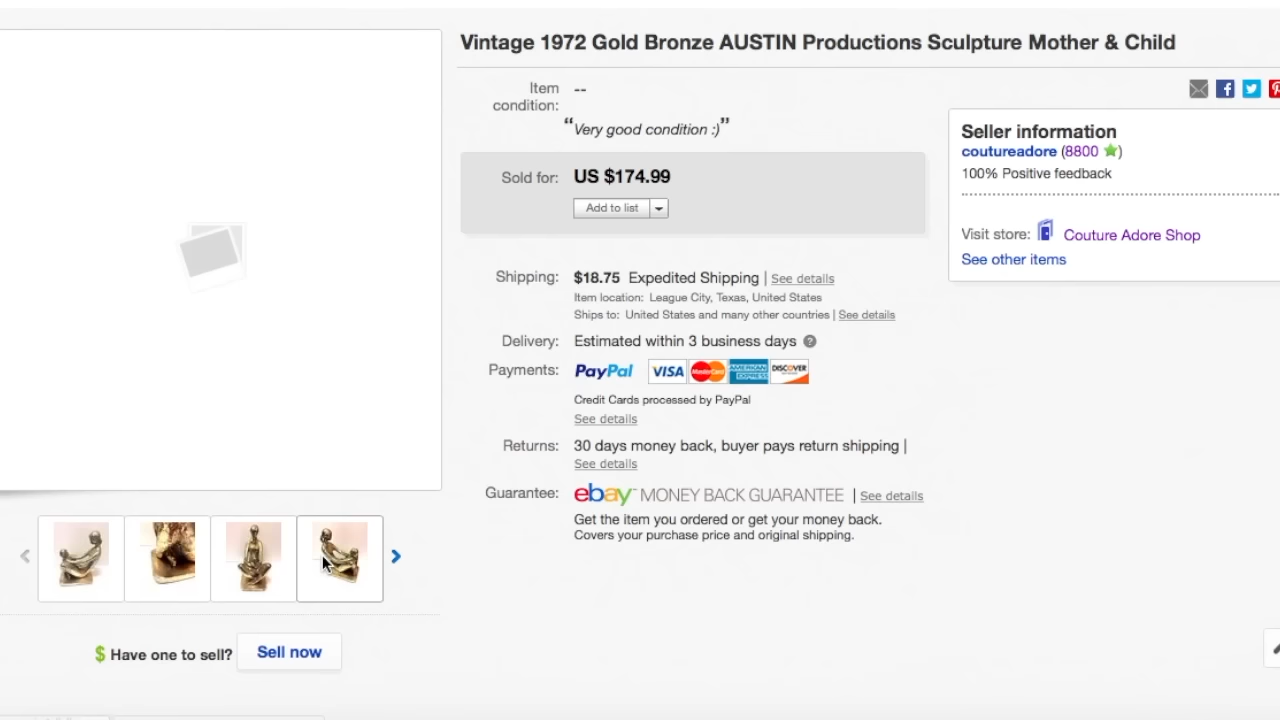 Vintage 1972 Gold Bronze AUSTIN Productions Sculpture Mother & Child
Item condition: --
“Very good condition :)”
Sold for: US $174.99
Add to list
Shipping: $18.75 Expedited Shipping | See details
Item location: League City, Texas, United States
Ships to: United States and many other countries | See details
Delivery: Estimated within 3 business days ?
Payments: PayPal VISA MasterCard AMERICAN EXPRESS DISCOVER
Credit Cards processed by PayPal
See details
Returns: 30 days money back, buyer pays return shipping |
See details
Guarantee: ebay™ MONEY BACK GUARANTEE | See details
Get the item you ordered or get your money back.
Covers your purchase price and original shipping.
Seller information
coutureadore (8800)
100% Positive feedback
Visit store: Couture Adore Shop
See other items
$ Have one to sell? Sell now